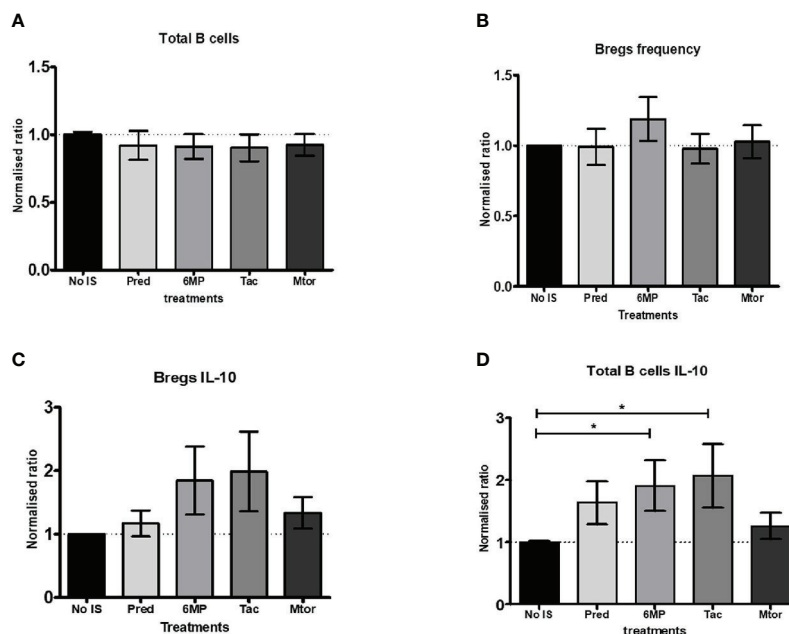 A
Total B cells
1.5
1.0
0.5
0.0
Normalised ratio
No IS Pred 6MP Tac Mtor
treatments
B
Bregs frequency
1.5
1.0
0.5
0.0
Normalised ratio
No IS Pred 6MP Tac Mtor
Treatments
C
Bregs IL-10
3
2
1
0
Normalised ratio
No IS Pred 6MP Tac Mtor
Treatments
D
Total B cells IL-10
*
*
3
2
1
0
Normalised ratio
No IS Pred 6MP Tac Mtor
treatments